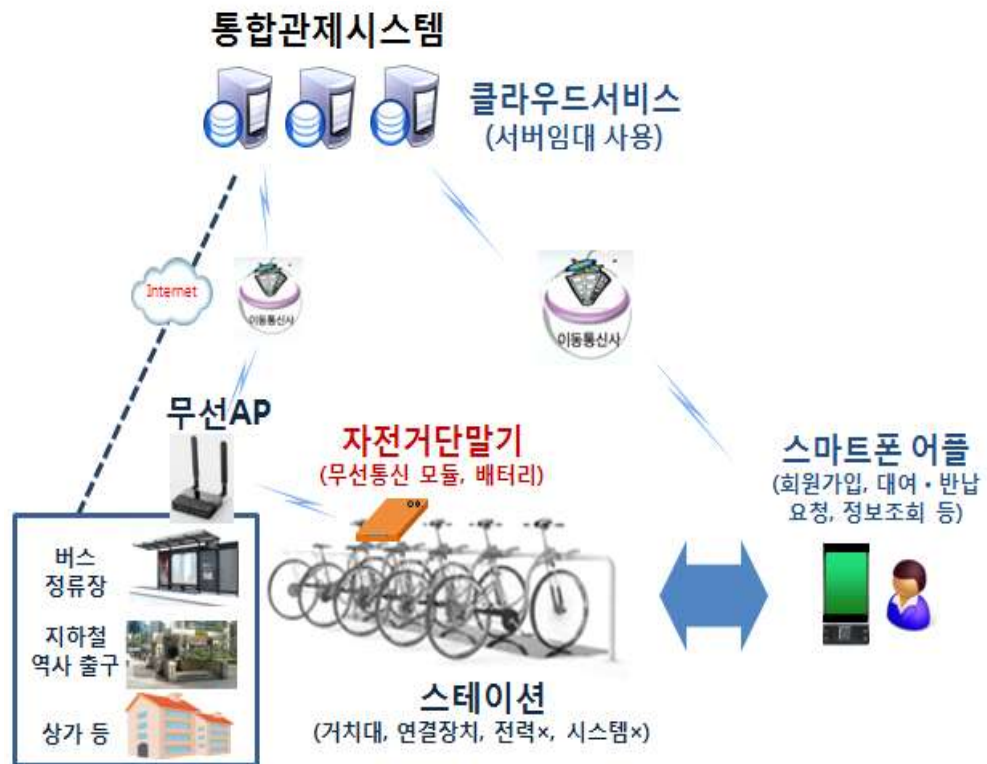 통합관제시스템
클라우드서비스
(서버임대 사용)
Internet
이동통신사
이동통신사
무선AP
자전거단말기
(무선통신 모듈, 배터리)
스마트폰 어플
(회원가입, 대여・반납
요청, 정보조회 등)
버스
정류장
지하철
역사 출구
상가 등
스테이션
(거치대, 연결장치, 전력×, 시스템×)